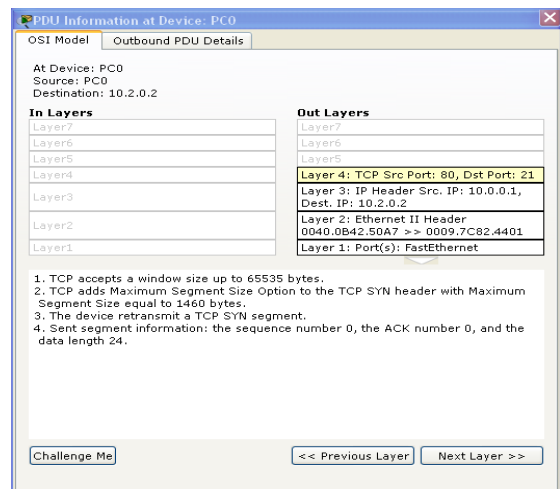 PDU Information at Device: PC0
OSI Model
Outbound PDU Details
At Device: PC0
Source: PC0
Destination: 10.2.0.2
In Layers
Layer7
Layer6
Layer5
Layer4
Layer3
Layer2
Layer1
Out Layers
Layer7
Layer6
Layer5
Layer 4: TCP Src Port: 80, Dst Port: 21
Layer 3: IP Header Src. IP: 10.0.0.1,
Dest. IP: 10.2.0.2
Layer 2: Ethernet II Header
0040.0B42.50A7 >> 0009.7C82.4401
Layer 1: Port(s): FastEthernet
1. TCP accepts a window size up to 65535 bytes.
2. TCP adds Maximum Segment Size Option to the TCP SYN header with Maximum
Segment Size equal to 1460 bytes.
3. The device retransmit a TCP SYN segment.
4. Sent segment information: the sequence number 0, the ACK number 0, and the
data length 24.
Challenge Me
<< Previous Layer
Next Layer >>